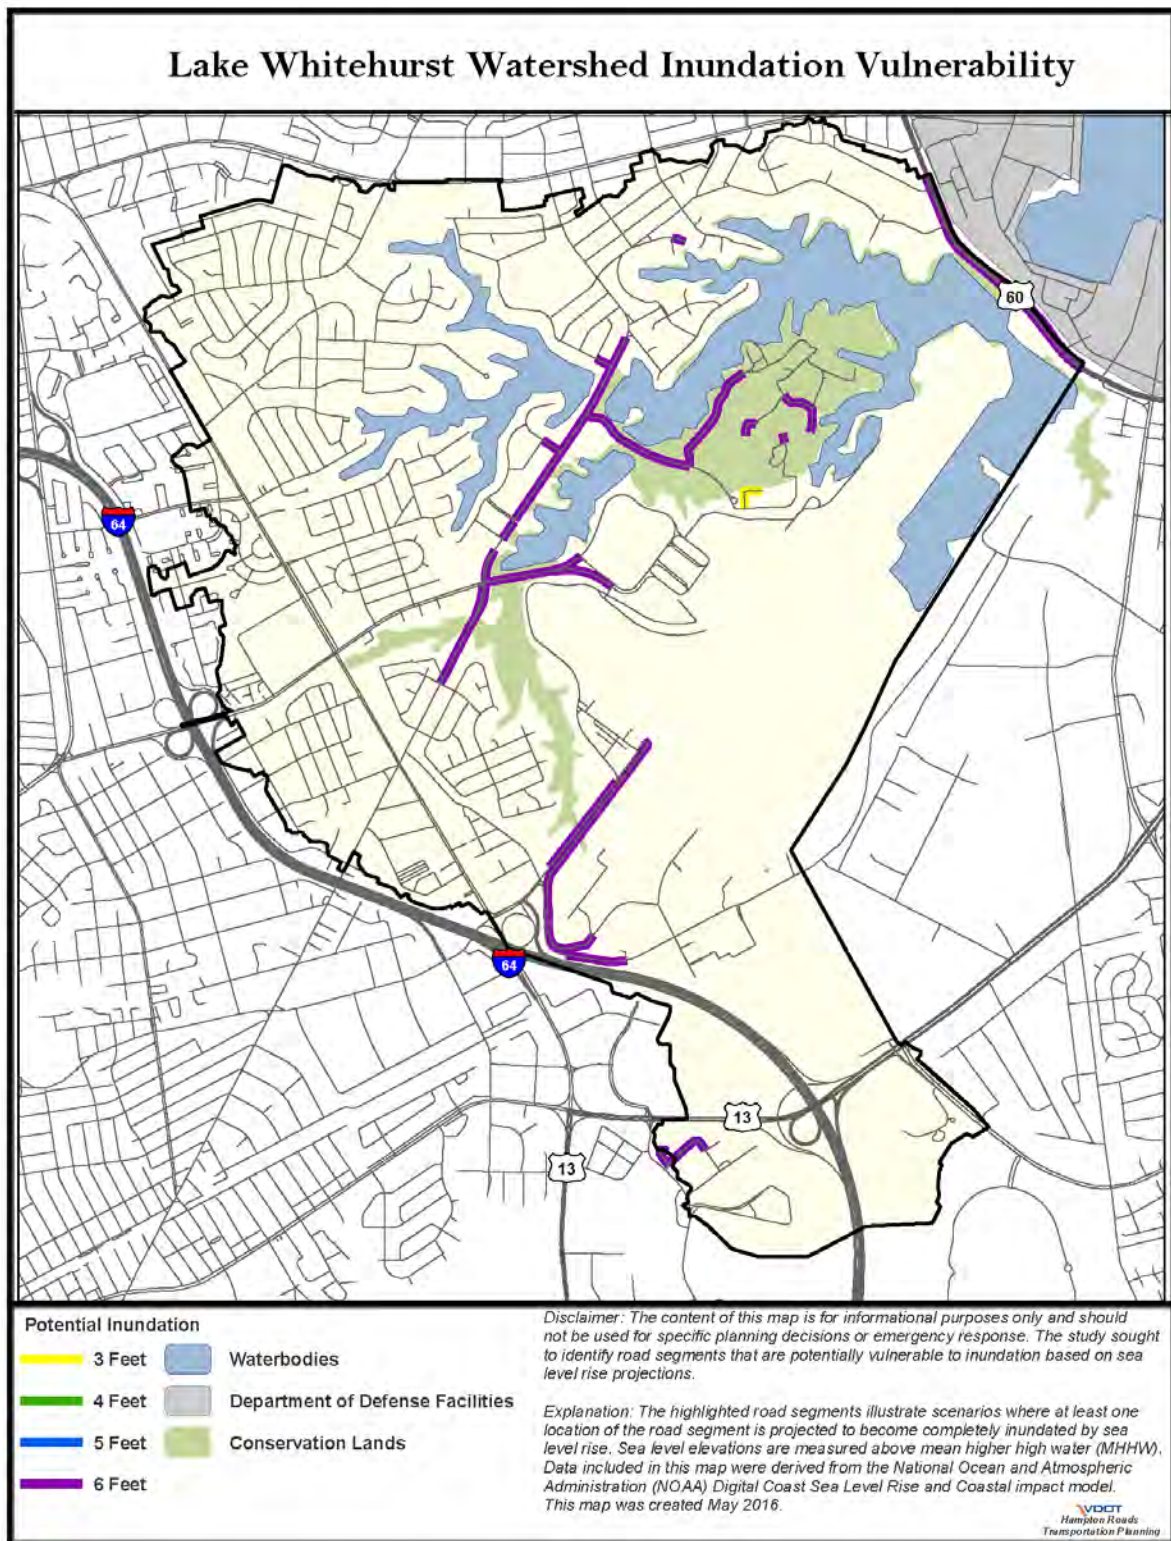 Lake Whitehurst Watershed Inundation Vulnerability
60
64
64
13
13
Potential Inundation
3 Feet
4 Feet
5 Feet
6 Feet
Waterbodies
Department of Defense Facilities
Conservation Lands
Disclaimer: The content of this map is for informational purposes only and should
not be used for specific planning decisions or emergency response. The study sought
to identify road segments that are potentially vulnerable to inundation based on sea
level rise projections.
Explanation: The highlighted road segments illustrate scenarios where at least one
location of the road segment is projected to become completely inundated by sea
level rise. Sea level elevations are measured above mean higher high water (MHHW).
Data included in this map were derived from the National Ocean and Atmospheric
Administration (NOAA) Digital Coast Sea Level Rise and Coastal impact model.
This map was created May 2016.
VDOT
Hampton Roads
Transportation Planning